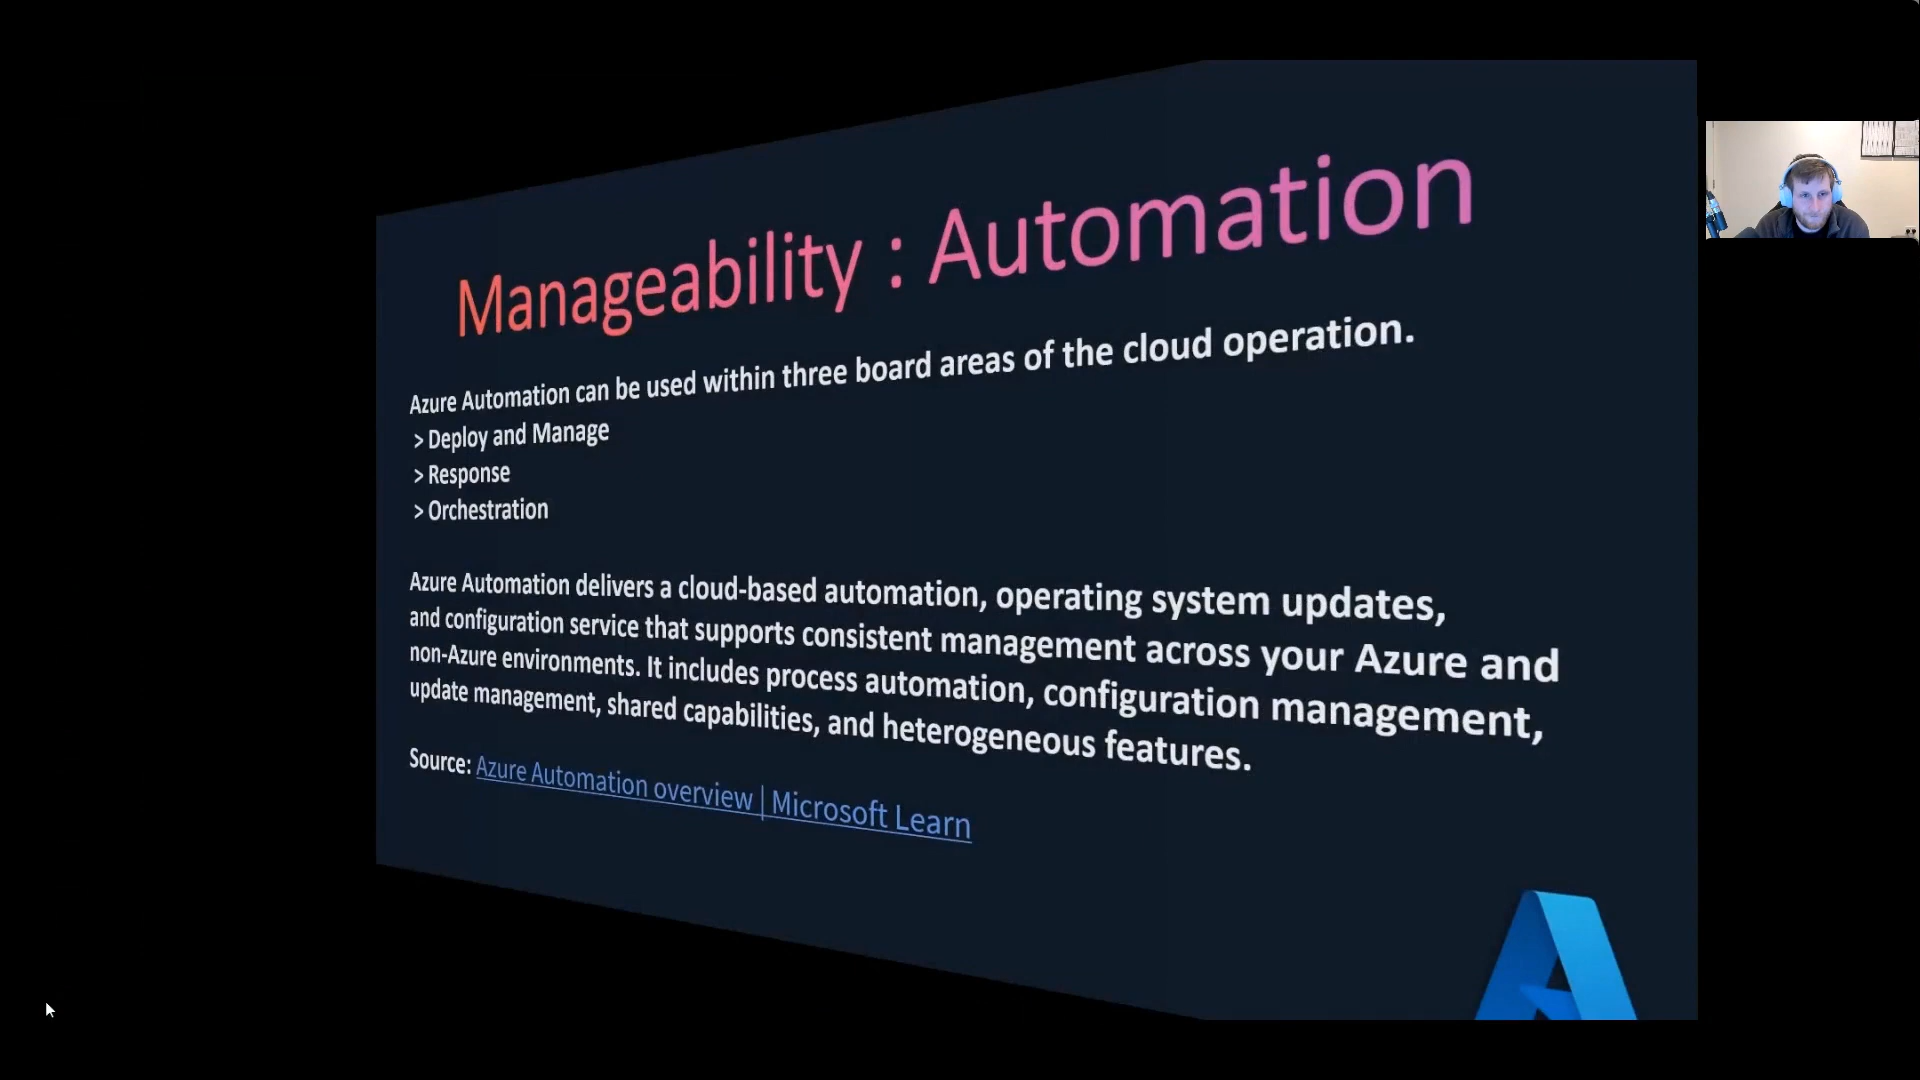 Manageability : Automation
Azure Automation can be used within three board areas of the cloud operation.
> Deploy and Manage
> Response
> Orchestration
Azure Automation delivers a cloud-based automation, operating system updates,
and configuration service that supports consistent management across your Azure and
non-Azure environments. It includes process automation, configuration management,
update management, shared capabilities, and heterogeneous features.
Source: Azure Automation overview | Microsoft Learn